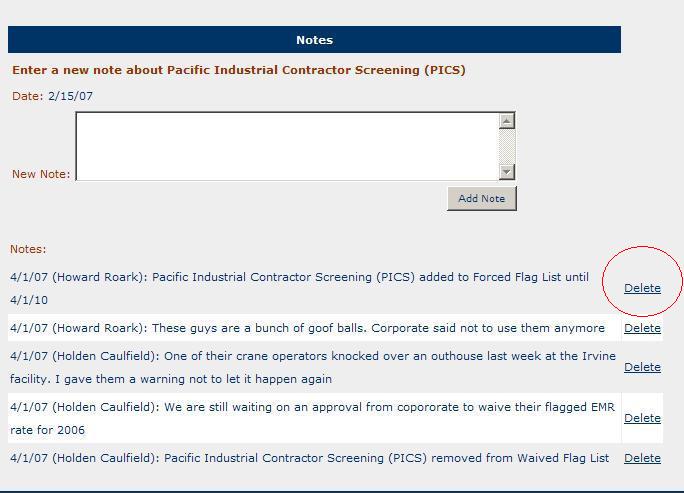 Notes
Enter a new note about Pacific Industrial Contractor Screening (PICS)
Date: 2/15/07
New Note:
Add Note
Notes:
4/1/07 (Howard Roark): Pacific Industrial Contractor Screening (PICS) added to Forced Flag List until
4/1/10
Delete
4/1/07 (Howard Roark): These guys are a bunch of goof balls. Corporate said not to use them anymore Delete
4/1/07 (Holden Caulfield): One of their crane operators knocked over an outhouse last week at the Irvine
facility. I gave them a warning not to let it happen again
Delete
4/1/07 (Holden Caulfield): We are still waiting on an approval from copororate to waive their flagged EMR
rate for 2006
Delete
4/1/07 (Holden Caulfield): Pacific Industrial Contractor Screening (PICS) removed from Waived Flag List Delete